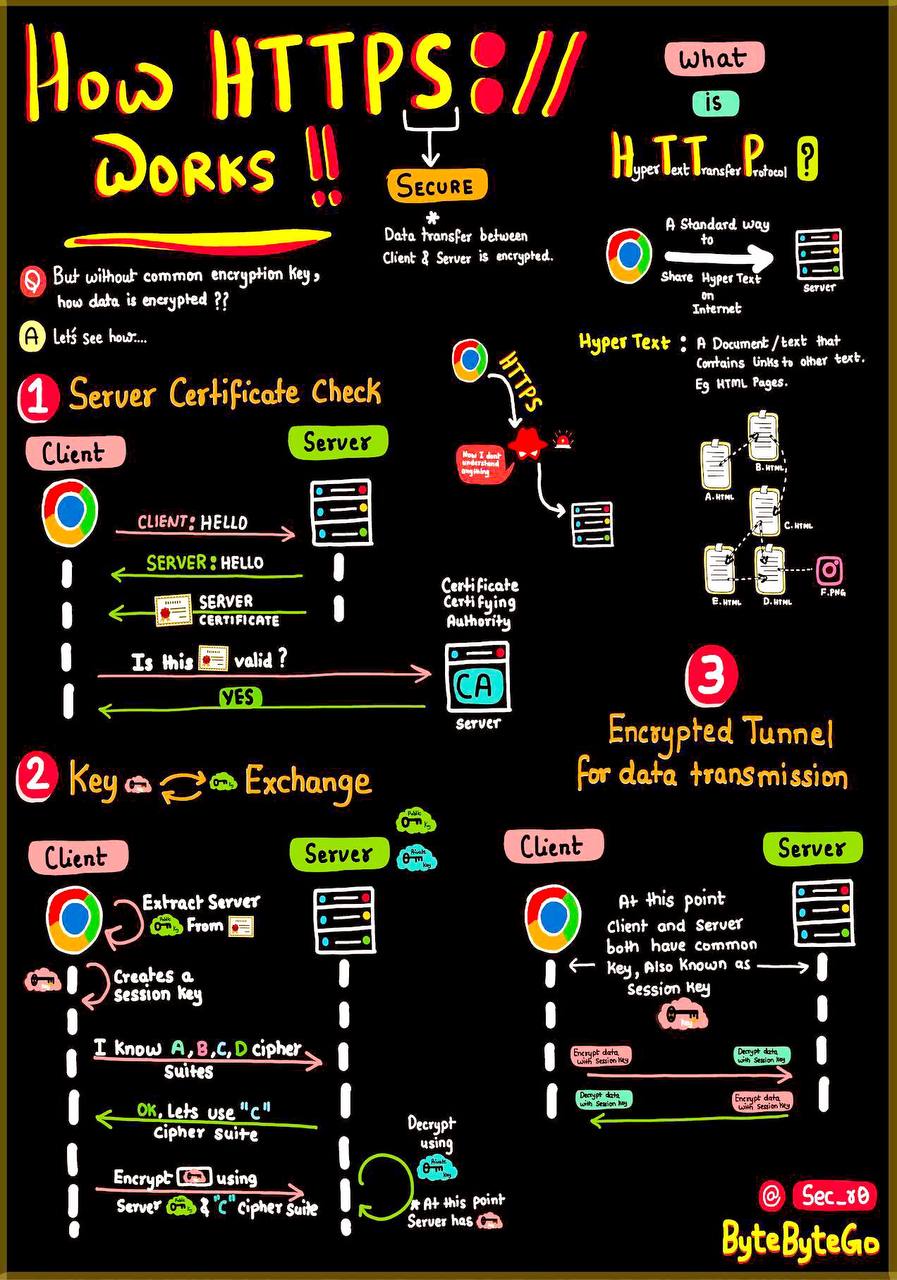 How HTTPS://
WORKS !!
SECURE
*
Data transfer between
Client & Server is encrypted.
What
is
HyperText Transfer Protocol ?
A Standard way
to
Share Hyper Text
on
Internet
Server
Hyper Text : A Document/text that
Contains links to other text.
Eg HTML Pages.
A.HTML
B.HTML
C.HTML
E.HTML
D.HTML
F.PNG
Q But without common encryption key,
how data is encrypted ??
A Let's see how....
HTTPS
Now I dont
understand
anything
1 Server Certificate Check
Client
Server
CLIENT: HELLO
SERVER: HELLO
SERVER
CERTIFICATE
Is this valid ?
YES
Certificate
Certifying
Authority
CA
Server
2 Key Exchange
Public
Key
Private
Key
Client
Server
Extract Server
Public
Key
From
Creates a
session key
I know A,B,C,D cipher
suites
OK, Lets use "C"
cipher suite
Encrypt using
Server & "C" cipher suite
Decrypt
using
Private
Key
* At this point
Server has
3
Encrypted Tunnel
for data transmission
Client
Server
At this point
Client and Server
both have common
Key, Also Known as
Session Key
Key
Encrypt data
with Session Key
Decrypt data
with Session Key
Decrypt data
with Session Key
Encrypt data
with Session Key
@ Sec_r0
ByteByteGo